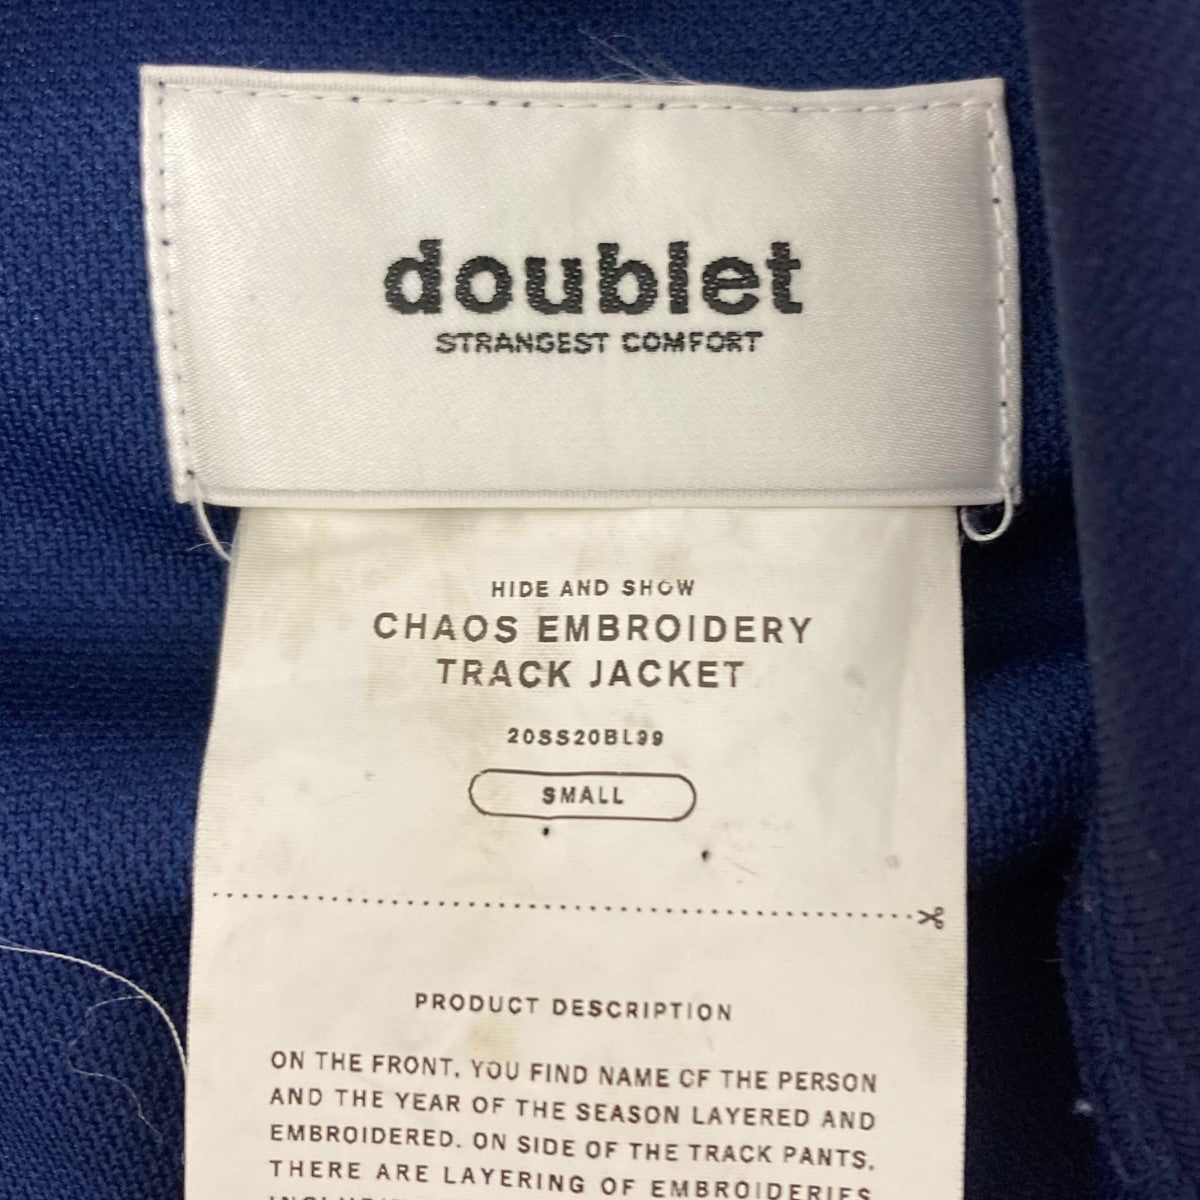 doublet
STRANGEST COMFORT
HIDE AND SHOW
CHAOS EMBROIDERY
TRACK JACKET
20SS20BL99
SMALL
PRODUCT DESCRIPTION
ON THE FRONT, YOU FIND NAME OF THE PERSON
AND THE YEAR OF THE SEASON LAYERED AND
EMBROIDERED. ON SIDE OF THE TRACK PANTS,
THERE ARE LAYERING OF EMBROIDERIES